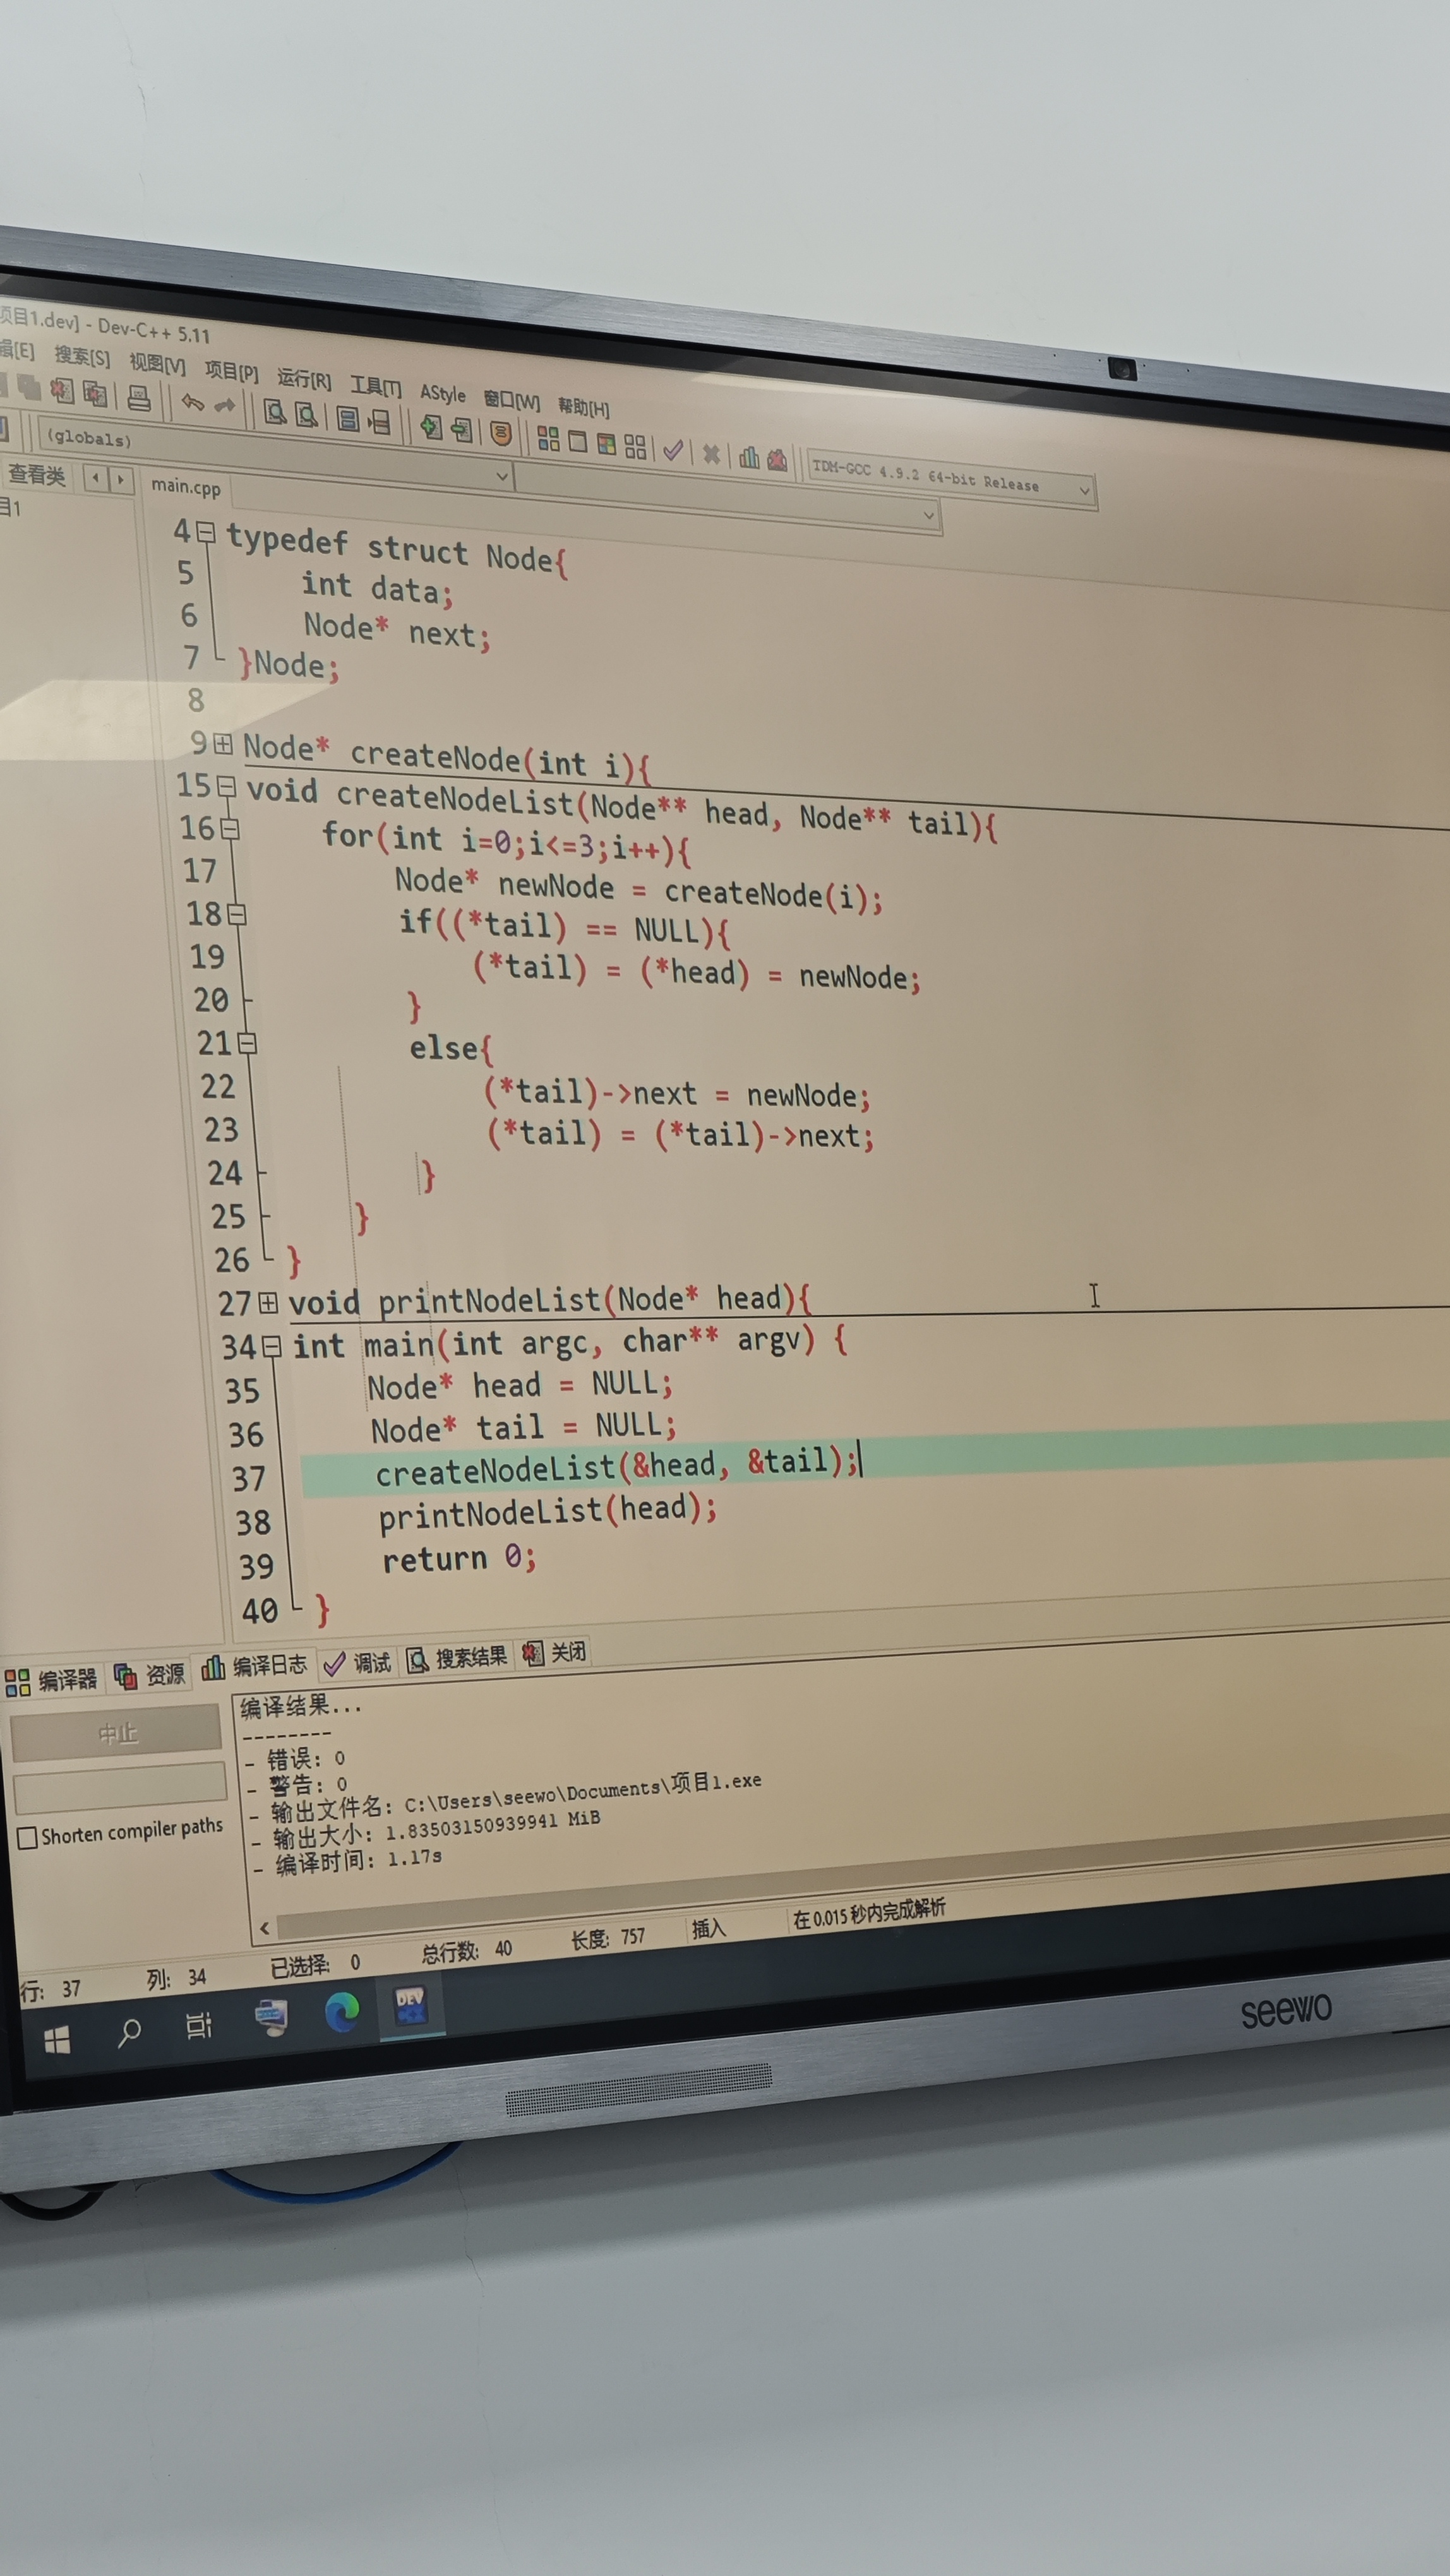 项目1.dev] - Dev-C++ 5.11
辑[E] 搜索[S] 视图[V] 项目[P] 运行[R] 工具[T] AStyle 窗口[W] 帮助[H]
TDM-GCC 4.9.2 64-bit Release
(globals)
查看类 main.cpp
目1
4 typedef struct Node{
5 int data;
6 Node* next;
7 }Node;
8
9 Node* createNode(int i){
15 void createNodeList(Node** head, Node** tail){
16 for(int i=0;i<=3;i++){
17 Node* newNode = createNode(i);
18 if((*tail) == NULL){
19 (*tail) = (*head) = newNode;
20 }
21 else{
22 (*tail)->next = newNode;
23 (*tail) = (*tail)->next;
24 }
25 }
26 }
27 void printNodeList(Node* head){
34 int main(int argc, char** argv) {
35 Node* head = NULL;
36 Node* tail = NULL;
37 createNodeList(&head, &tail);
38 printNodeList(head);
39 return 0;
40 }
编译器 资源 编译日志 调试 搜索结果 关闭
中止
Shorten compiler paths
编译结果...
--------
- 错误: 0
- 警告: 0
- 输出文件名: C:\Users\seewo\Documents\项目1.exe
- 输出大小: 1.83503150939941 MiB
- 编译时间: 1.17s
行: 37 列: 34 已选择: 0 总行数: 40 长度: 757 插入 在 0.015 秒内完成解析
DEV C++
seewo